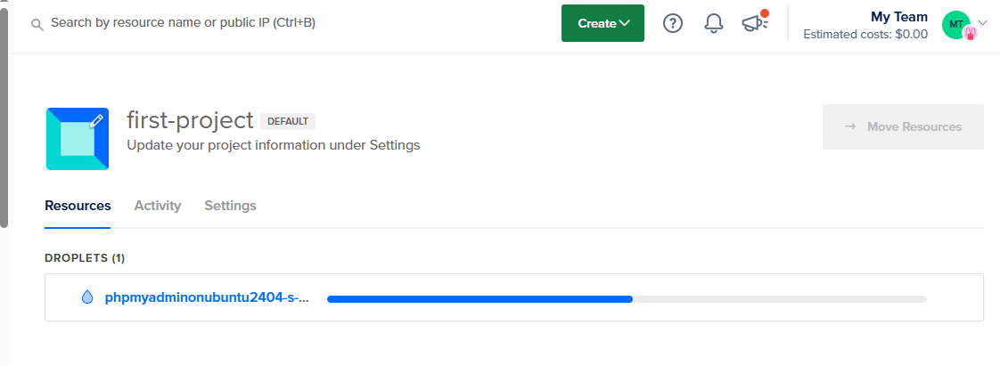 Search by resource name or public IP (Ctrl+B)
Create
?
My Team
Estimated costs: $0.00
MT
first-project DEFAULT
Update your project information under Settings
→ Move Resources
Resources Activity Settings
DROPLETS (1)
phpmyadminonubuntu2404-s-...